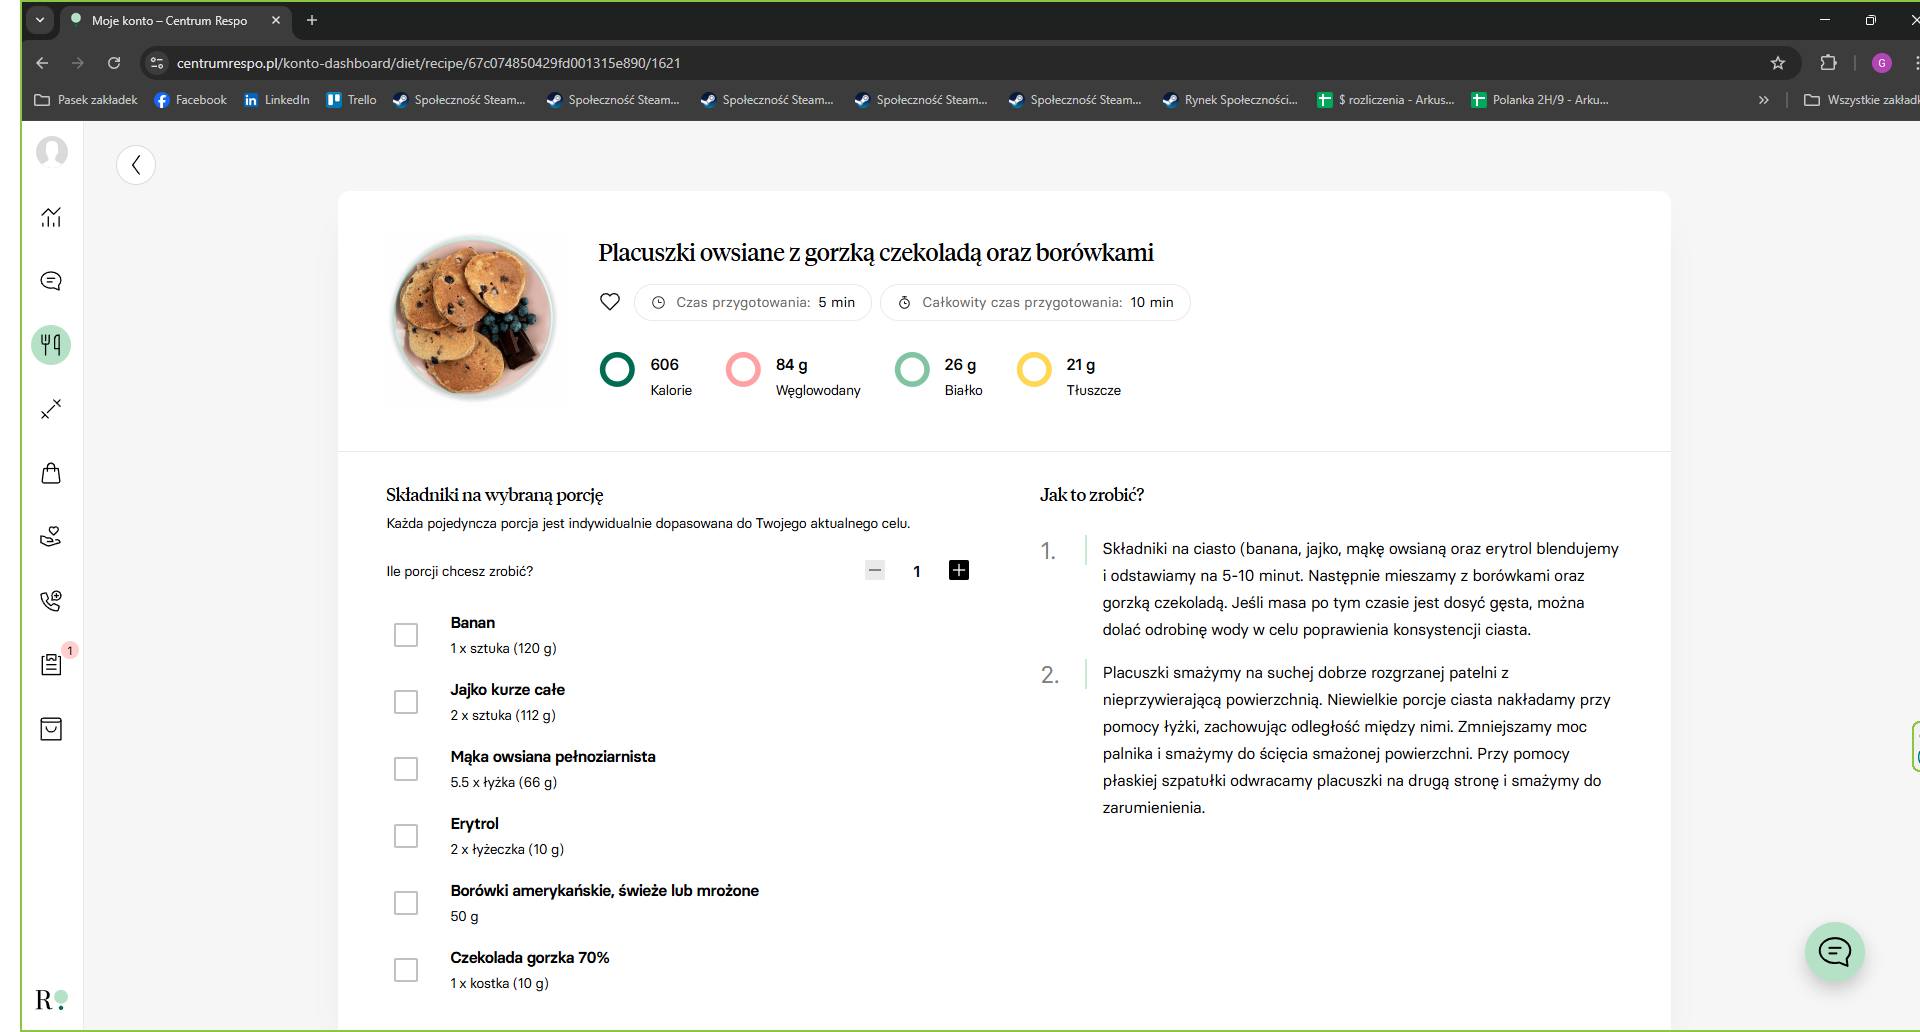 Moje konto – Centrum Respo
centrumrespo.pl/konto-dashboard/diet/recipe/67c074850429fd001315e890/1621
G
Pasek zakładek
Facebook
LinkedIn
Trello
Społeczność Steam...
Społeczność Steam...
Społeczność Steam...
Społeczność Steam...
Społeczność Steam...
Rynek Społeczności...
$ rozliczenia - Arkus...
Polanka 2H/9 - Arku...
»
Wszystkie zakładk
Placuszki owsiane z gorzką czekoladą oraz borówkami
Czas przygotowania: 5 min
Całkowity czas przygotowania: 10 min
606
Kalorie
84 g
Węglowodany
26 g
Białko
21 g
Tłuszcze
Składniki na wybraną porcję
Każda pojedyncza porcja jest indywidualnie dopasowana do Twojego aktualnego celu.
Ile porcji chcesz zrobić?
1
Banan
1 x sztuka (120 g)
Jajko kurze całe
2 x sztuka (112 g)
Mąka owsiana pełnoziarnista
5.5 x łyżka (66 g)
Erytrol
2 x łyżeczka (10 g)
Borówki amerykańskie, świeże lub mrożone
50 g
Czekolada gorzka 70%
1 x kostka (10 g)
Jak to zrobić?
1.
Składniki na ciasto (banana, jajko, mąkę owsianą oraz erytrol blendujemy
i odstawiamy na 5-10 minut. Następnie mieszamy z borówkami oraz
gorzką czekoladą. Jeśli masa po tym czasie jest dosyć gęsta, można
dolać odrobinę wody w celu poprawienia konsystencji ciasta.
2.
Placuszki smażymy na suchej dobrze rozgrzanej patelni z
nieprzywierającą powierzchnią. Niewielkie porcje ciasta nakładamy przy
pomocy łyżki, zachowując odległość między nimi. Zmniejszamy moc
palnika i smażymy do ścięcia smażonej powierzchni. Przy pomocy
płaskiej szpatułki odwracamy placuszki na drugą stronę i smażymy do
zarumienienia.
1
R